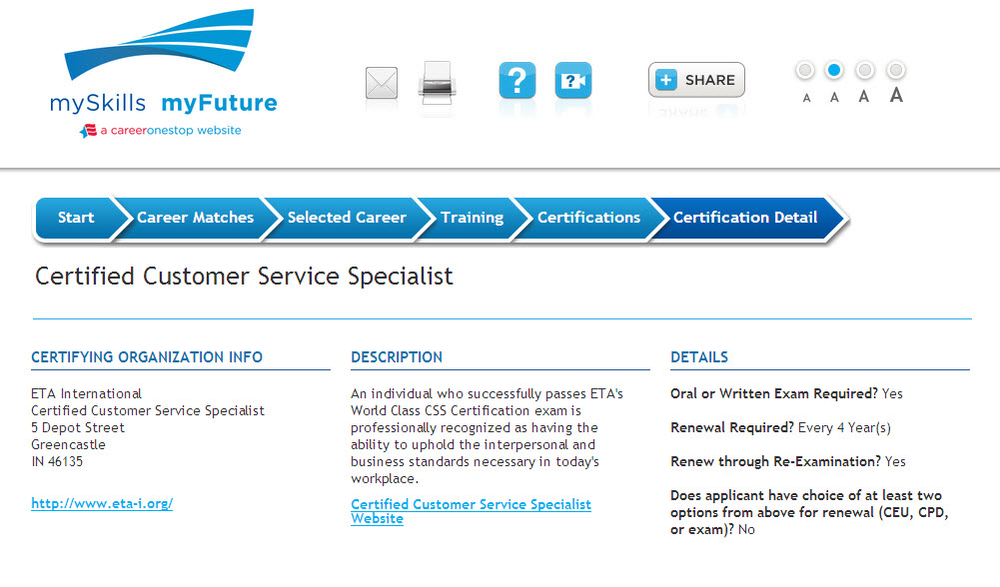 mySkills myFuture
a careeronestop website
?
?
+ SHARE
A A A A
Start Career Matches Selected Career Training Certifications Certification Detail
Certified Customer Service Specialist
CERTIFYING ORGANIZATION INFO
ETA International
Certified Customer Service Specialist
5 Depot Street
Greencastle
IN 46135
http://www.eta-i.org/
DESCRIPTION
An individual who successfully passes ETA's
World Class CSS Certification exam is
professionally recognized as having the
ability to uphold the interpersonal and
business standards necessary in today's
workplace.
Certified Customer Service Specialist
Website
DETAILS
Oral or Written Exam Required? Yes
Renewal Required? Every 4 Year(s)
Renew through Re-Examination? Yes
Does applicant have choice of at least two
options from above for renewal (CEU, CPD,
or exam)? No